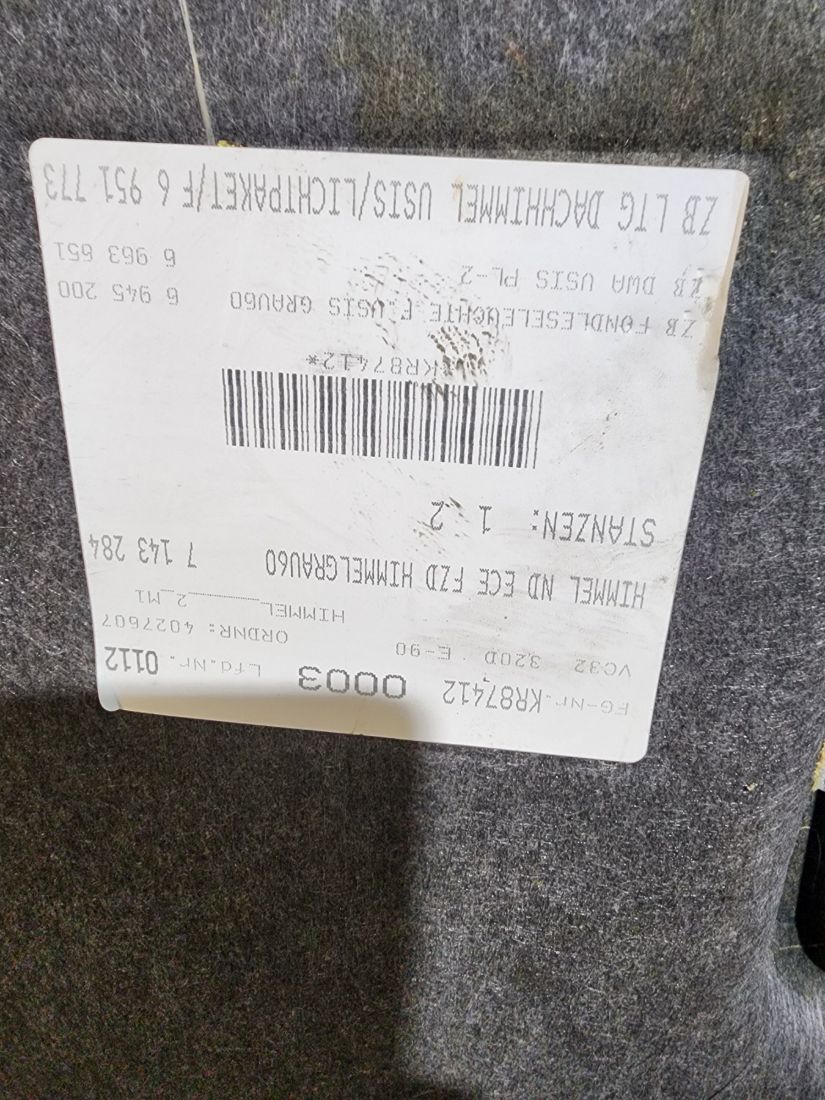 FG-Nr. KR87412 0003 Lfd.Nr. 0112
VC32 320D E-90 ORDNR: 4027607
HIMMEL_________2_M1
HIMMEL ND ECE FZD HIMMELGRAU60 7 143 284
STANZEN: 1 2
*KR87412*
ZB FONDLESELEUCHTE F USIS GRAU60 6 945 200
ZB DWA USIS PL-2 6 963 651
ZB LTG DACHHIMMEL USIS/LICHTPAKET/F 6 951 773